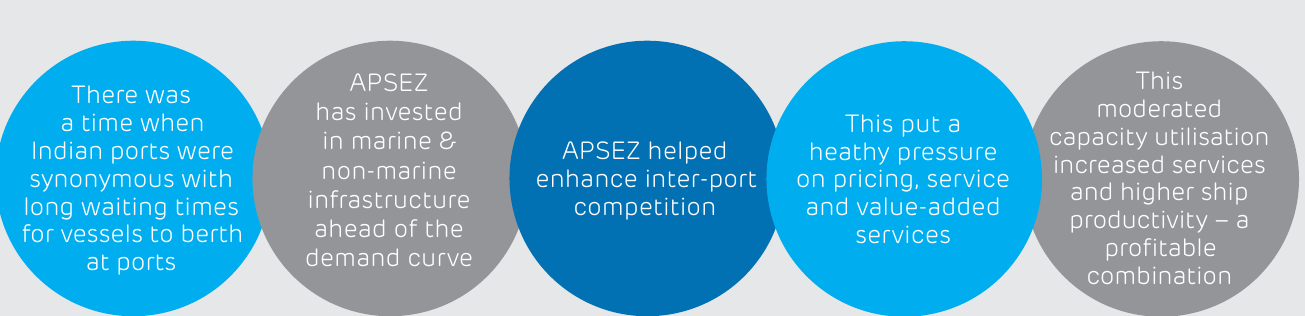 There was
a time when
Indian ports were
synonymous with
long waiting times
for vessels to berth
at ports
APSEZ
has invested
in marine &
non-marine
infrastructure
ahead of the
demand curve
APSEZ helped
enhance inter-port
competition
This put a
heathy pressure
on pricing, service
and value-added
services
This
moderated
capacity utilisation
increased services
and higher ship
productivity – a
profitable
combination